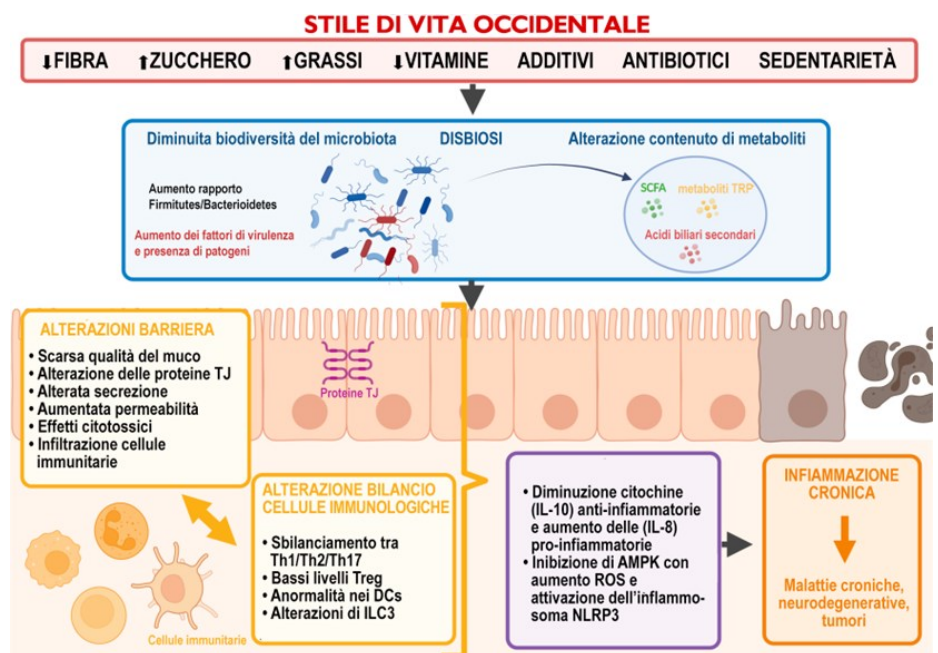 STILE DI VITA OCCIDENTALE
⬇FIBRA ⬆ZUCCHERO ⬆GRASSI ⬇VITAMINE ADDITIVI ANTIBIOTICI SEDENTARIETÀ
Diminuita biodiversità del microbiota DISBIOSI Alterazione contenuto di metaboliti
Aumento rapporto
Firmitutes/Bacterioidetes
Aumento dei fattori di virulenza
e presenza di patogeni
SCFA metaboliti TRP
Acidi biliari secondari
ALTERAZIONI BARRIERA
• Scarsa qualità del muco
• Alterazione delle proteine TJ
• Alterata secrezione
• Aumentata permeabilità
• Effetti citotossici
• Infiltrazione cellule
immunitarie
Proteine TJ
ALTERAZIONE BILANCIO
CELLULE IMMUNOLOGICHE
• Sbilanciamento tra
Th1/Th2/Th17
• Bassi livelli Treg
• Anormalità nei DCs
• Alterazioni di ILC3
Cellule immunitarie
• Diminuzione citochine
(IL-10) anti-infiammatorie
e aumento delle (IL-8)
pro-infiammatorie
• Inibizione di AMPK con
aumento ROS e
attivazione dell'inflammo-
soma NLRP3
INFIAMMAZIONE
CRONICA
Malattie croniche,
neurodegenerative,
tumori